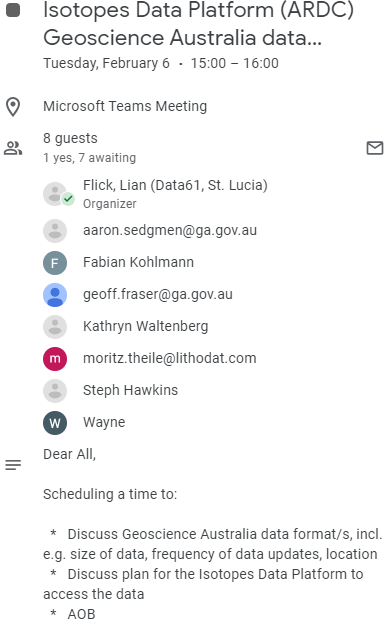 Isotopes Data Platform (ARDC)
Geoscience Australia data...
Tuesday, February 6 • 15:00 – 16:00
Microsoft Teams Meeting
8 guests
1 yes, 7 awaiting
Flick, Lian (Data61, St. Lucia)
Organizer
aaron.sedgmen@ga.gov.au
F Fabian Kohlmann
geoff.fraser@ga.gov.au
Kathryn Waltenberg
m moritz.theile@lithodat.com
Steph Hawkins
W Wayne
Dear All,
Scheduling a time to:
* Discuss Geoscience Australia data format/s, incl.
e.g. size of data, frequency of data updates, location
* Discuss plan for the Isotopes Data Platform to
access the data
* AOB